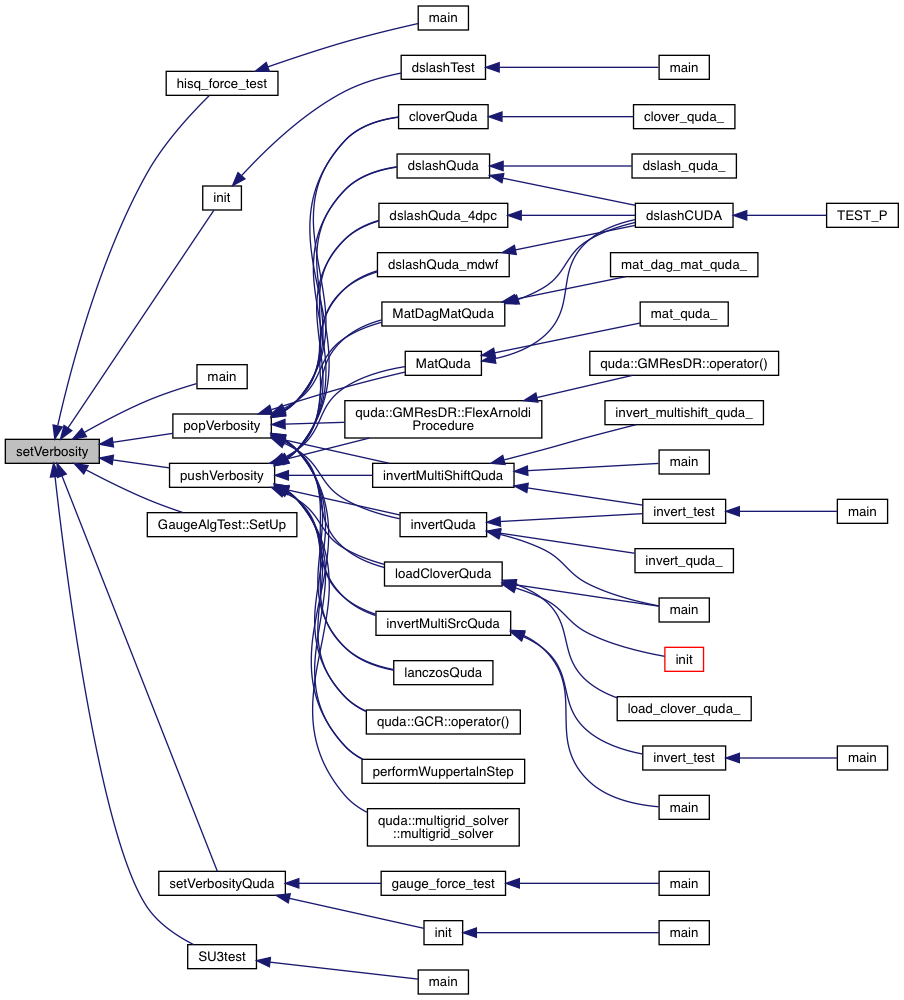 main
dslashTest
main
hisq_force_test
cloverQuda
clover_quda_
dslashQuda
dslash_quda_
init
dslashQuda_4dpc
dslashCUDA
TEST_P
dslashQuda_mdwf
mat_dag_mat_quda_
MatDagMatQuda
mat_quda_
main
MatQuda
quda::GMResDR::operator()
popVerbosity
quda::GMResDR::FlexArnoldi
Procedure
invert_multishift_quda_
setVerbosity
pushVerbosity
invertMultiShiftQuda
main
GaugeAlgTest::SetUp
invertQuda
invert_test
main
invert_quda_
loadCloverQuda
main
invertMultiSrcQuda
init
lanczosQuda
load_clover_quda_
quda::GCR::operator()
invert_test
main
performWuppertalnStep
main
quda::multigrid_solver
::multigrid_solver
setVerbosityQuda
gauge_force_test
main
init
main
SU3test
main